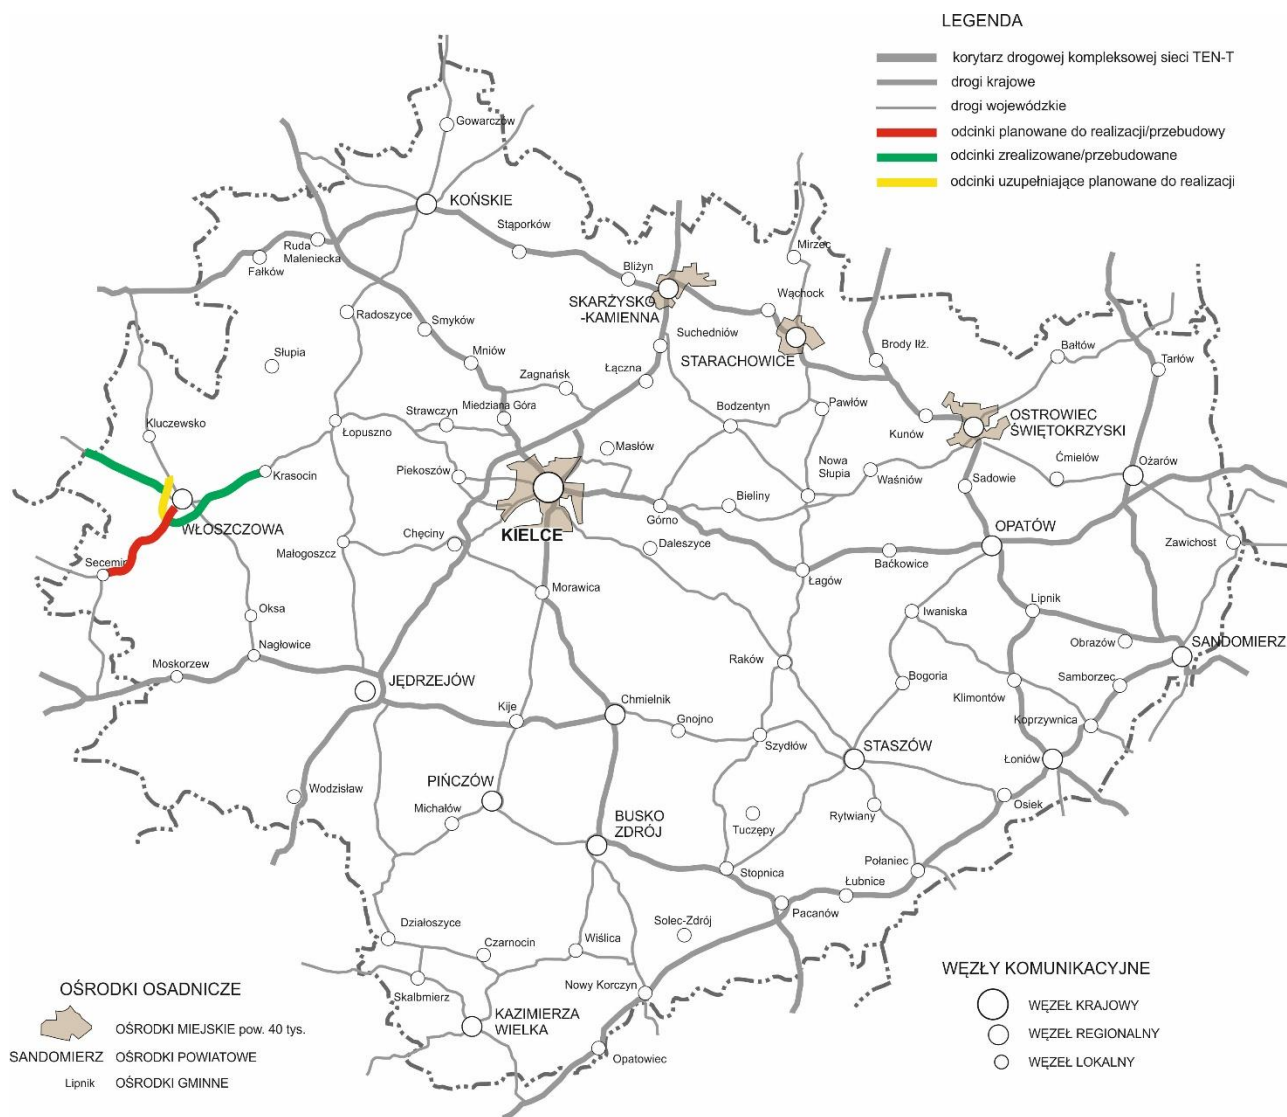 LEGENDA
korytarz drogowej kompleksowej sieci TEN-T
drogi krajowe
drogi wojewódzkie
odcinki planowane do realizacji/przebudowy
odcinki zrealizowane/przebudowane
odcinki uzupełniające planowane do realizacji
Gowarczów
KOŃSKIE
Stąporków
Ruda
Maleniecka
Fałków
Mirzec
Bliżyn
Wąchock
SKARŻYSKO
-KAMIENNA
Radoszyce
Smyków
Suchedniów
STARACHOWICE
Brody Iłż.
Bałtów
Tarłów
Słupia
Mniów
Zagnańsk
Łączna
Miedziana Góra
Strawczyn
Bodzentyn
Pawłów
Kunów
OSTROWIEC
ŚWIĘTOKRZYSKI
Kluczewsko
Łopuszno
Masłów
Krasocin
Piekoszów
Nowa
Słupia
Waśniów
Ćmielów
Ożarów
Sadowie
Bieliny
Górno
WŁOSZCZOWA
KIELCE
OPATÓW
Chęciny
Daleszyce
Małogoszcz
Zawichost
Secemin
Baćkowice
Łagów
Morawica
Oksa
Lipnik
Iwaniska
Obrazów
SANDOMIERZ
Nagłowice
Moskorzew
Raków
Bogoria
Samborzec
Klimontów
JĘDRZEJÓW
Chmielnik
Kije
Gnojno
Koprzywnica
Szydłów
STASZÓW
Łoniów
PIŃCZÓW
Wodzisław
Michałów
Osiek
BUSKO
ZDRÓJ
Rytwiany
Tuczępy
Połaniec
Stopnica
Łubnice
Pacanów
Działoszyce
Solec-Zdrój
Wiślica
Czarnocin
Skalbmierz
Nowy Korczyn
KAZIMIERZA
WIELKA
Opatowiec
OŚRODKI OSADNICZE
OŚRODKI MIEJSKIE pow. 40 tys.
SANDOMIERZ OŚRODKI POWIATOWE
Lipnik OŚRODKI GMINNE
WĘZŁY KOMUNIKACYJNE
WĘZEŁ KRAJOWY
WĘZEŁ REGIONALNY
WĘZEŁ LOKALNY